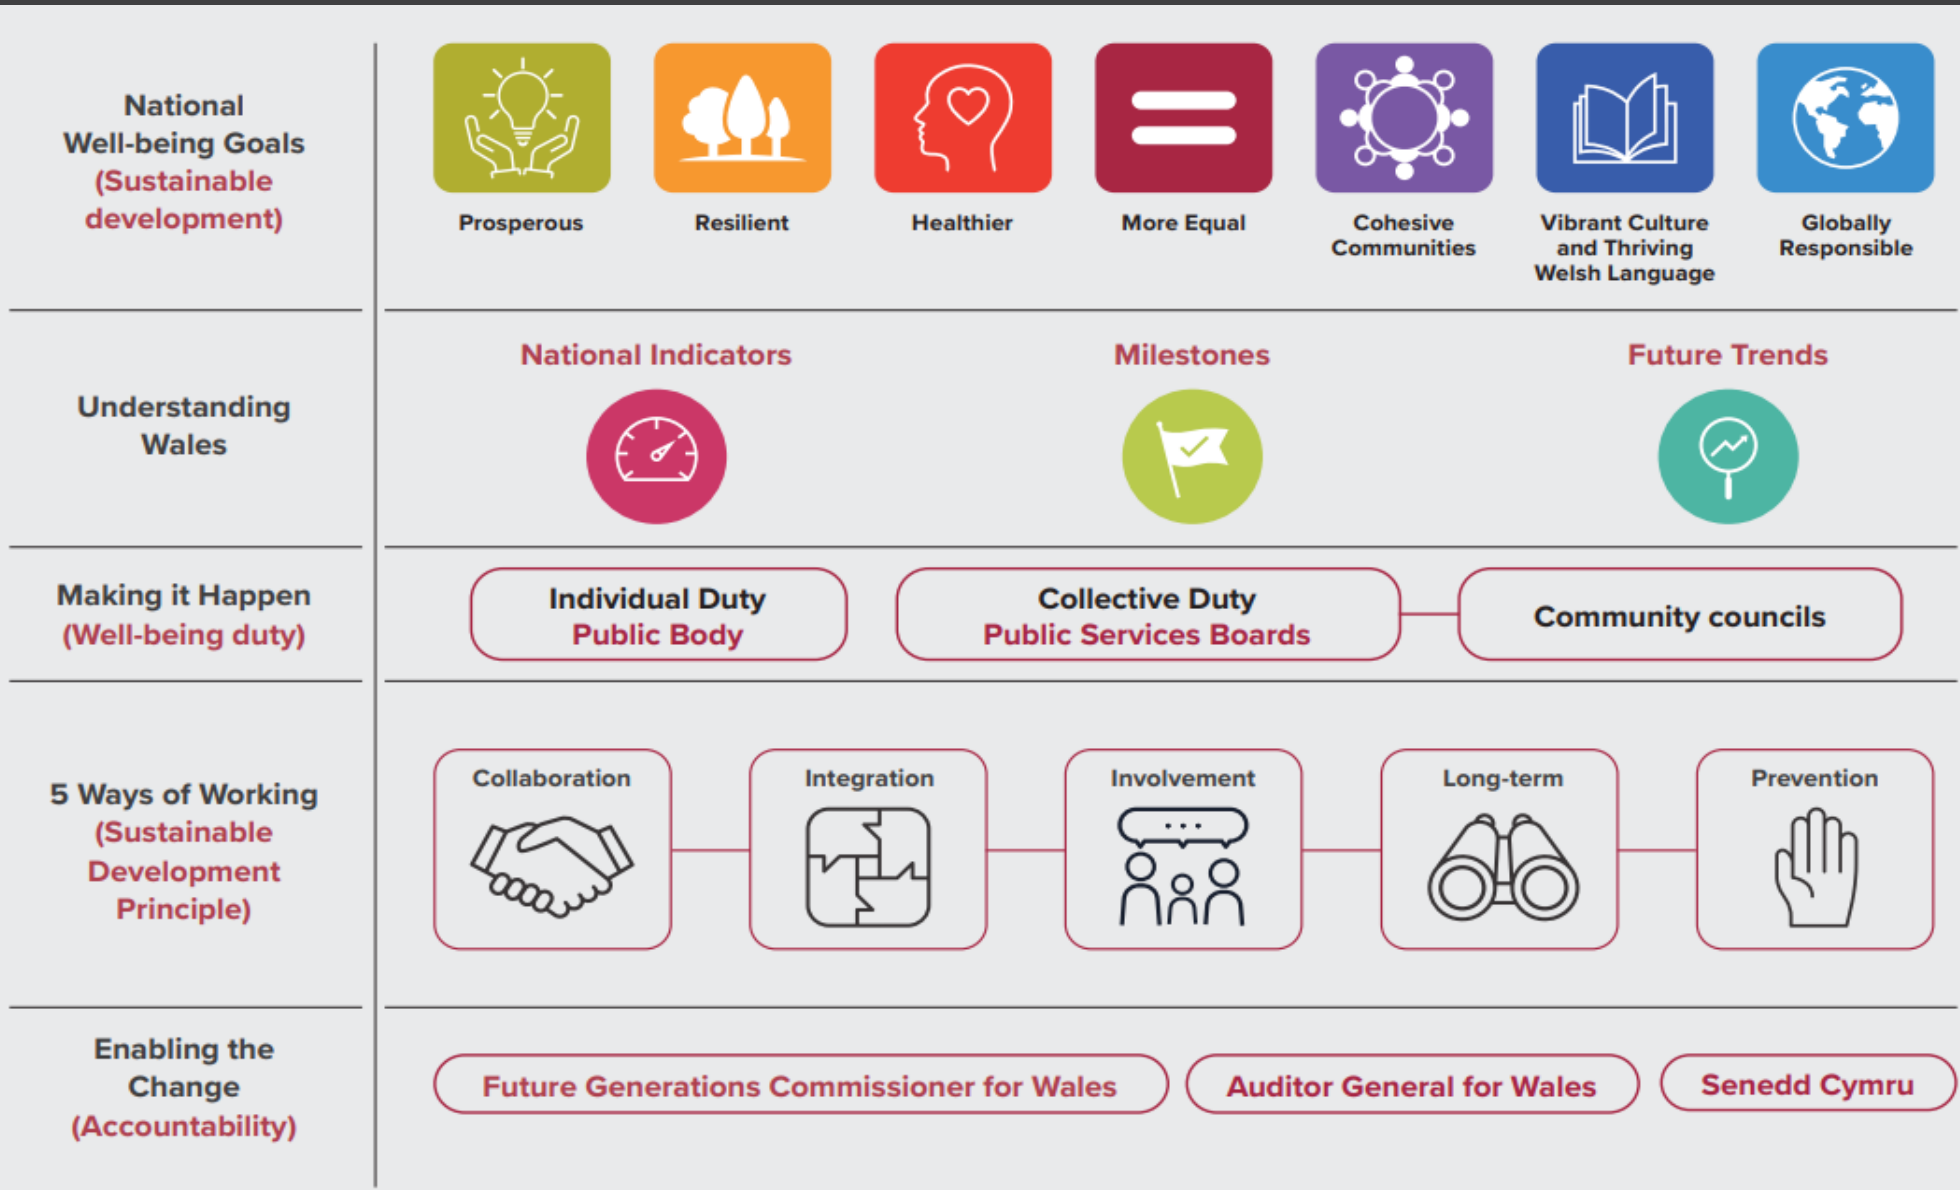 National
Well-being Goals
(Sustainable
development)
Prosperous
Resilient
Healthier
More Equal
Cohesive
Communities
Vibrant Culture
and Thriving
Welsh Language
Globally
Responsible
Understanding
Wales
National Indicators
Milestones
Future Trends
Making it Happen
(Well-being duty)
Individual Duty
Public Body
Collective Duty
Public Services Boards
Community councils
5 Ways of Working
(Sustainable
Development
Principle)
Collaboration
Integration
Involvement
Long-term
Prevention
Enabling the
Change
(Accountability)
Future Generations Commissioner for Wales
Auditor General for Wales
Senedd Cymru